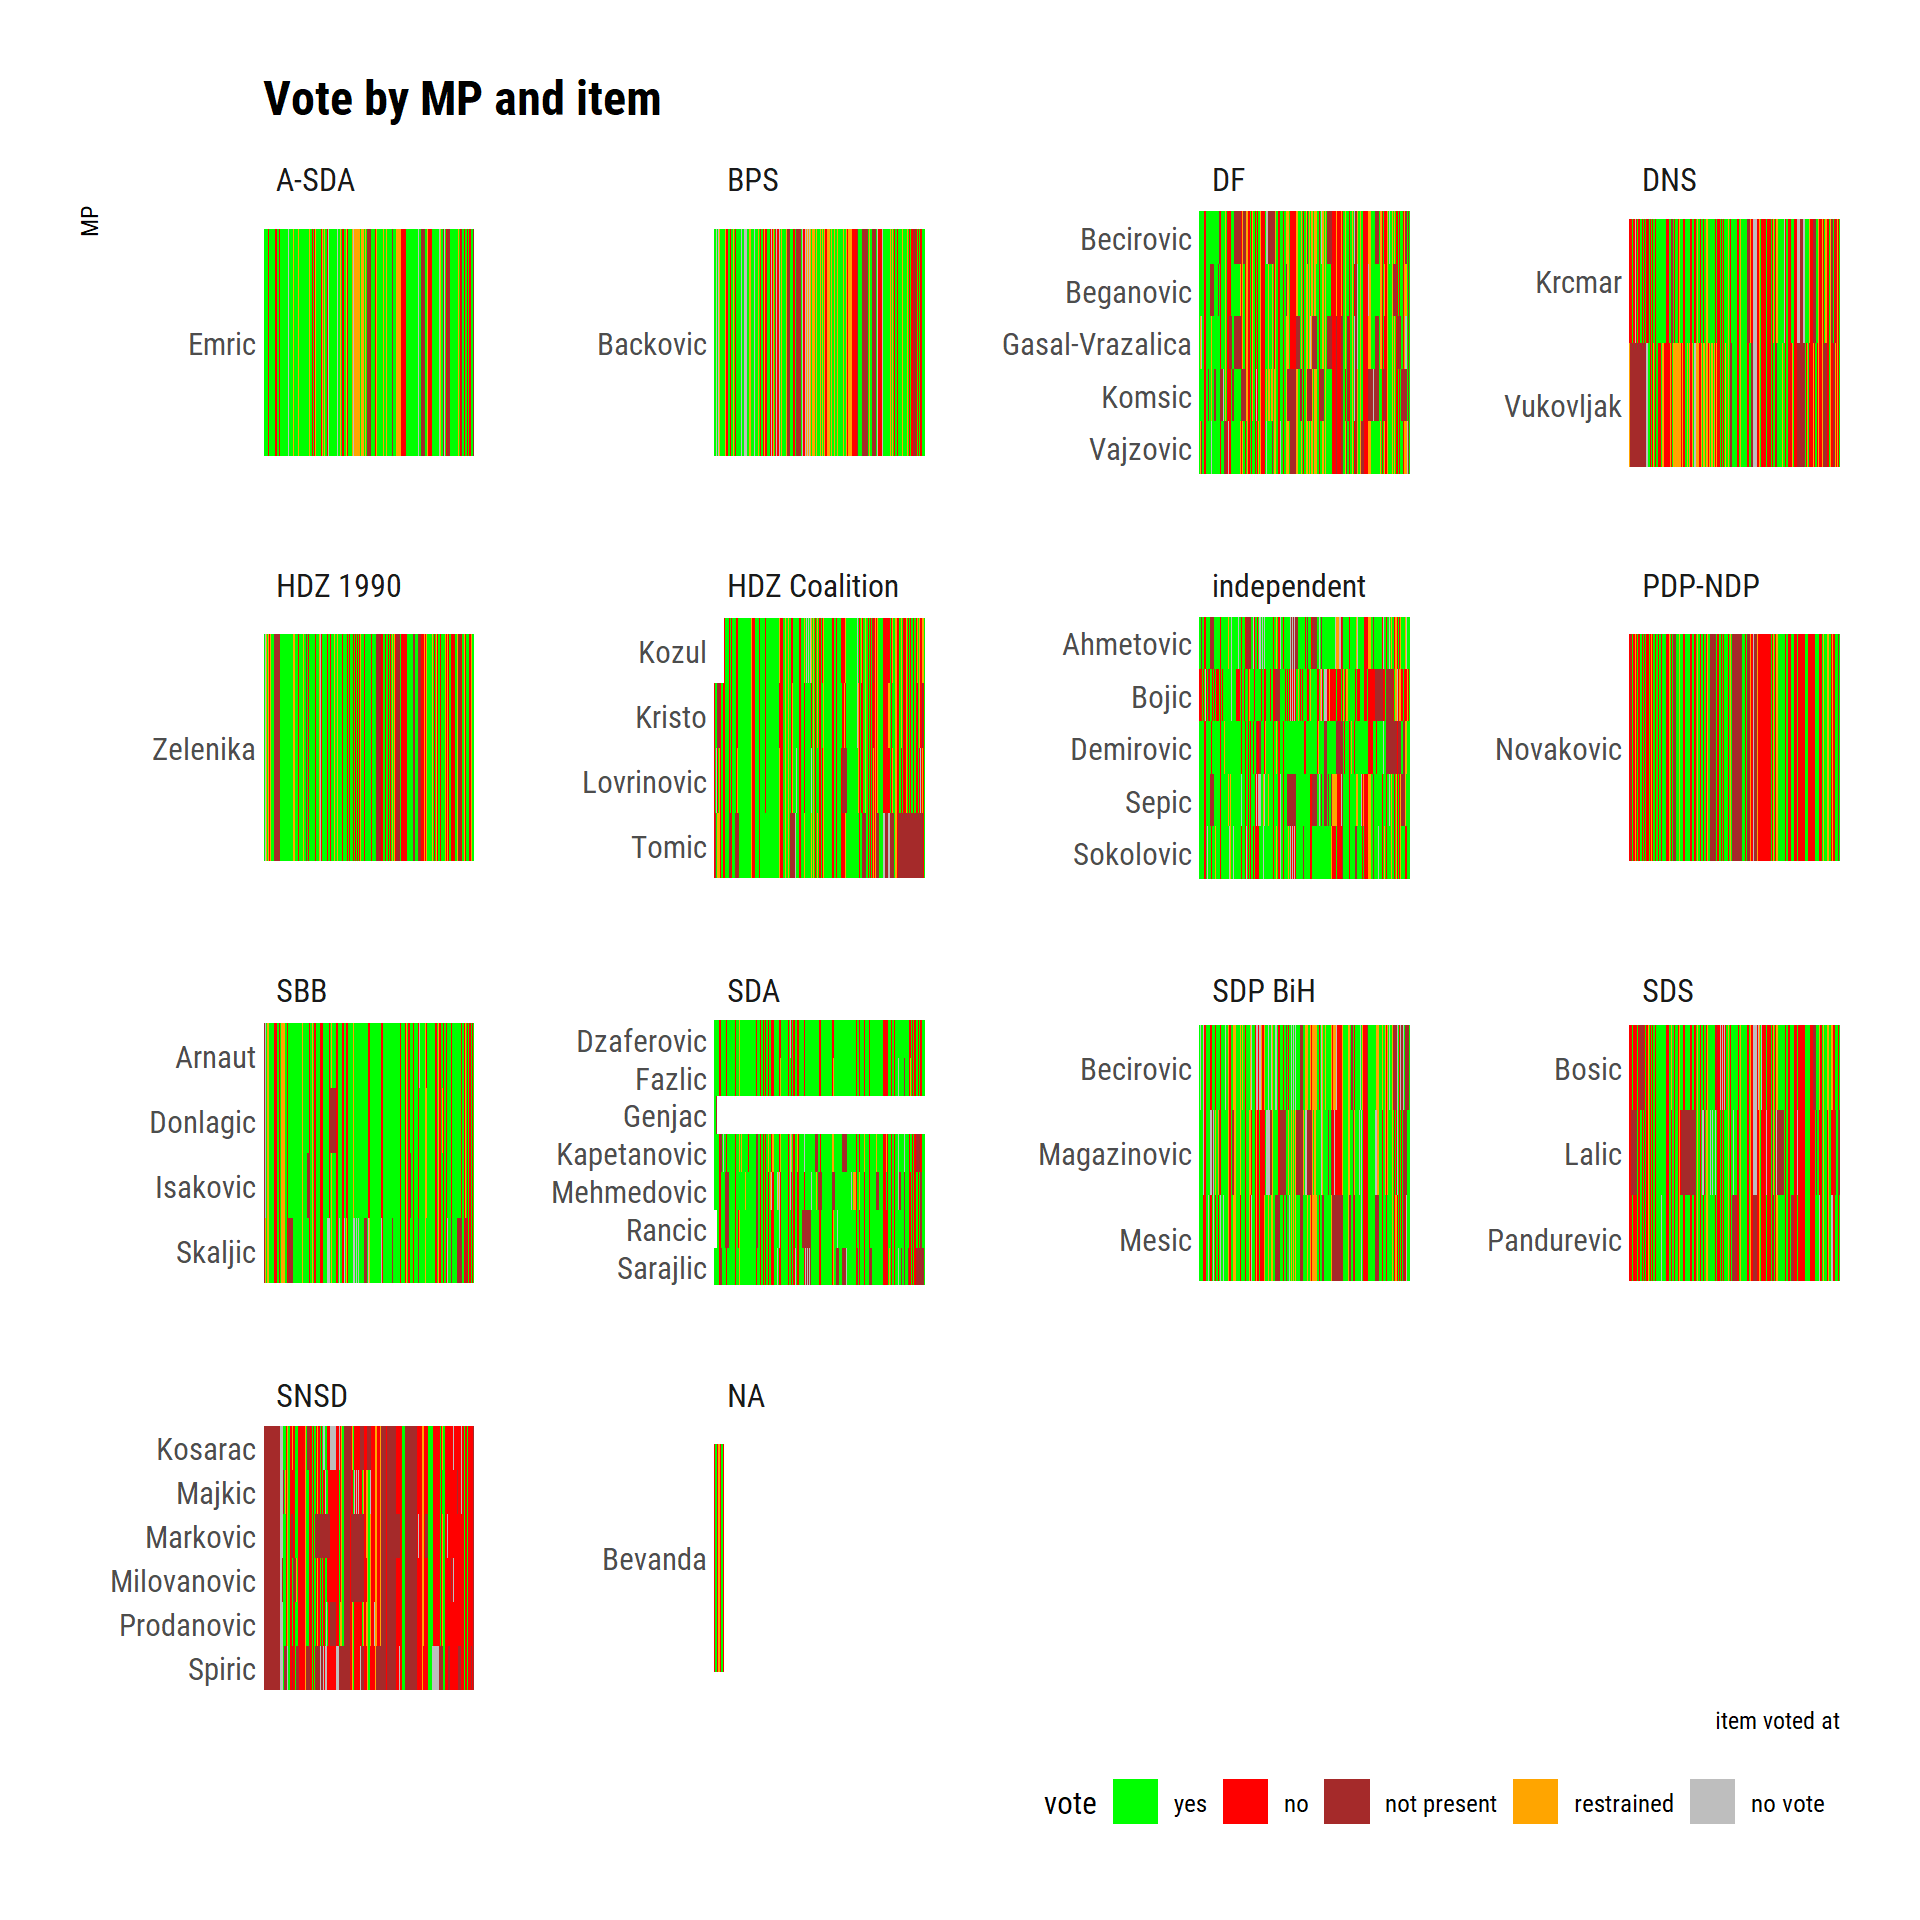 Vote by MP and item
MP
A-SDA
Emric
BPS
Backovic
DF
Becirovic
Beganovic
Gasal-Vrazalica
Komsic
Vajzovic
DNS
Krcmar
Vukovljak
HDZ 1990
Zelenika
HDZ Coalition
Kozul
Kristo
Lovrinovic
Tomic
independent
Ahmetovic
Bojic
Demirovic
Sepic
Sokolovic
PDP-NDP
Novakovic
SBB
Arnaut
Donlagic
Isakovic
Skaljic
SDA
Dzaferovic
Fazlic
Genjac
Kapetanovic
Mehmedovic
Rancic
Sarajlic
SDP BiH
Becirovic
Magazinovic
Mesic
SDS
Bosic
Lalic
Pandurevic
SNSD
Kosarac
Majkic
Markovic
Milovanovic
Prodanovic
Spiric
NA
Bevanda
item voted at
vote yes no not present restrained no vote